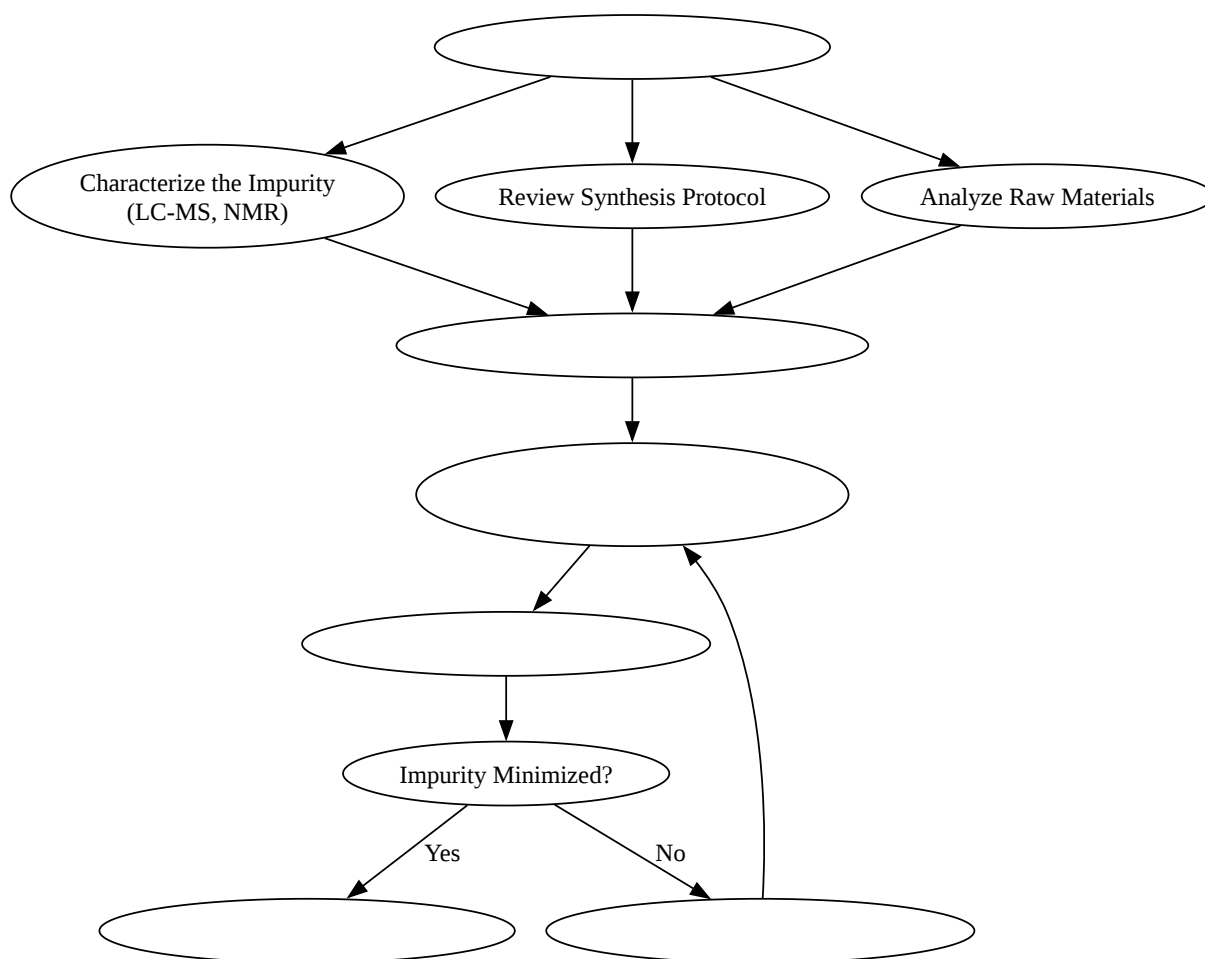 Characterize the Impurity
(LC-MS, NMR)
Review Synthesis Protocol
Analyze Raw Materials
Impurity Minimized?
Yes
No